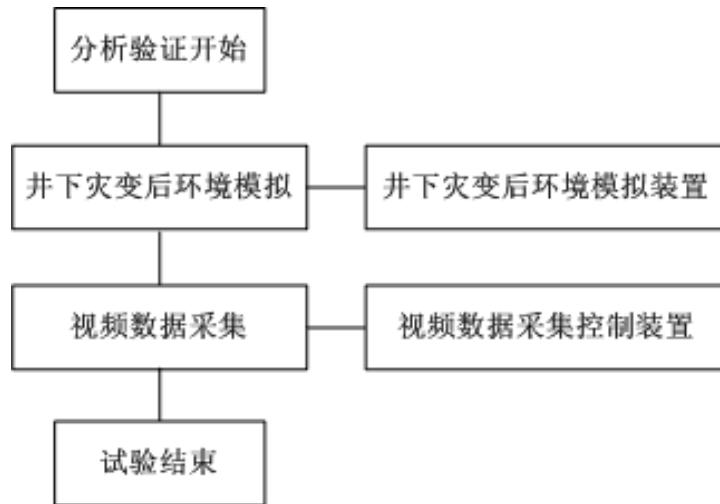 分析验证开始
井下灾变后环境模拟
井下灾变后环境模拟装置
视频数据采集
视频数据采集控制装置
试验结束